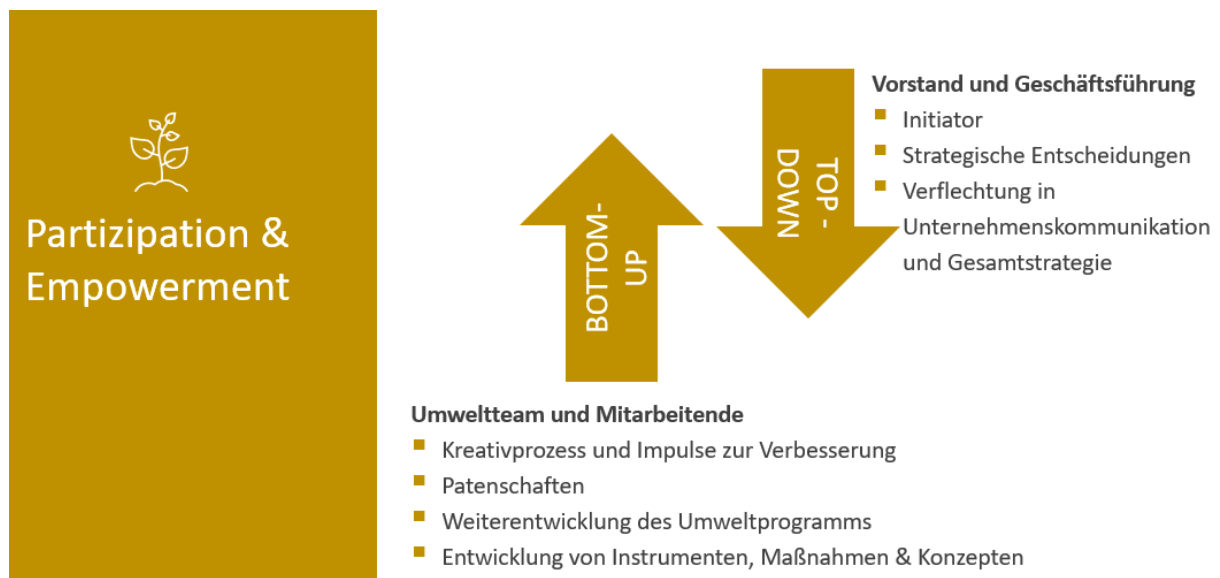 Partizipation &
Empowerment
BOTTOM-
UP
TOP -
DOWN
Vorstand und Geschäftsführung
Initiator
Strategische Entscheidungen
Verflechtung in
Unternehmenskommunikation
und Gesamtstrategie
Umweltteam und Mitarbeitende
Kreativprozess und Impulse zur Verbesserung
Patenschaften
Weiterentwicklung des Umweltprogramms
Entwicklung von Instrumenten, Maßnahmen & Konzepten